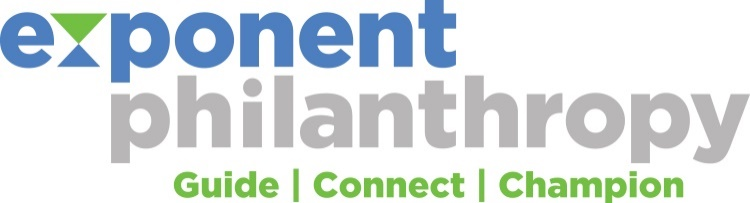 exponent
philanthropy
Guide | Connect | Champion